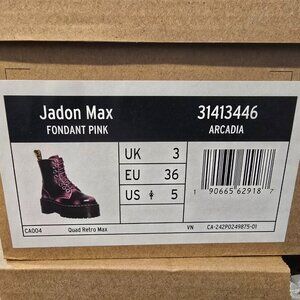 Jadon Max
FONDANT PINK
31413446
ARCADIA
UK 3
EU 36
US 5
1 90665 62918 7
CA004
Quad Retro Max
VN
CA-242P0249875-01